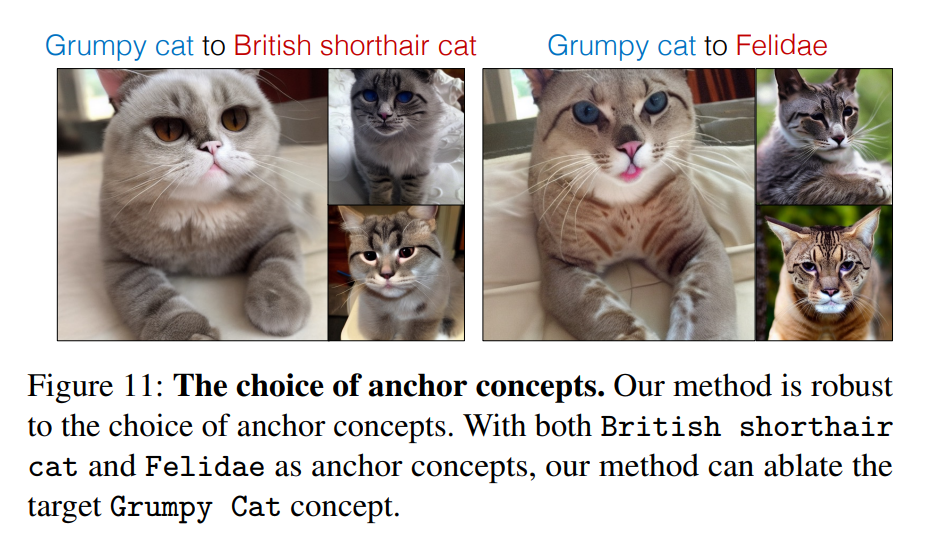 Grumpy cat to British shorthair cat
Grumpy cat to Felidae
Figure 11: The choice of anchor concepts. Our method is robust
to the choice of anchor concepts. With both British shorthair
cat and Felidae as anchor concepts, our method can ablate the
target Grumpy Cat concept.